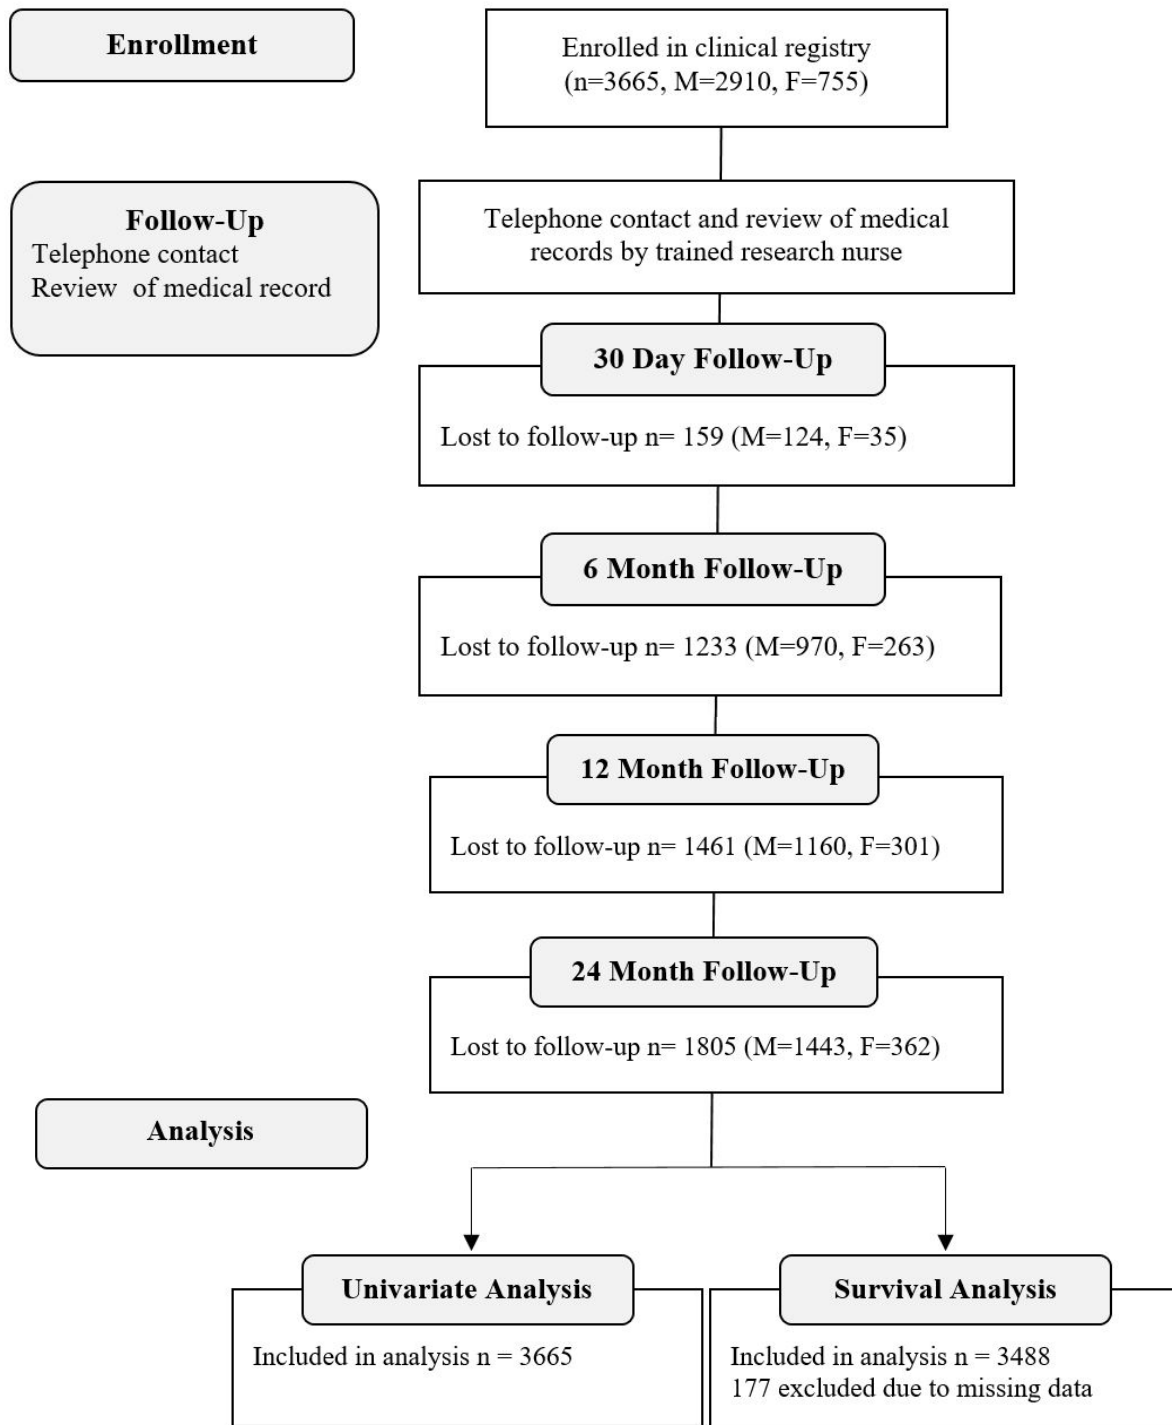 Enrollment
Enrolled in clinical registry
(n=3665, M=2910, F=755)
Follow-Up
Telephone contact
Review of medical record
Telephone contact and review of medical
records by trained research nurse
30 Day Follow-Up
Lost to follow-up n= 159 (M=124, F=35)
6 Month Follow-Up
Lost to follow-up n= 1233 (M=970, F=263)
12 Month Follow-Up
Lost to follow-up n= 1461 (M=1160, F=301)
24 Month Follow-Up
Lost to follow-up n= 1805 (M=1443, F=362)
Analysis
Univariate Analysis
Included in analysis n = 3665
Survival Analysis
Included in analysis n = 3488
177 excluded due to missing data